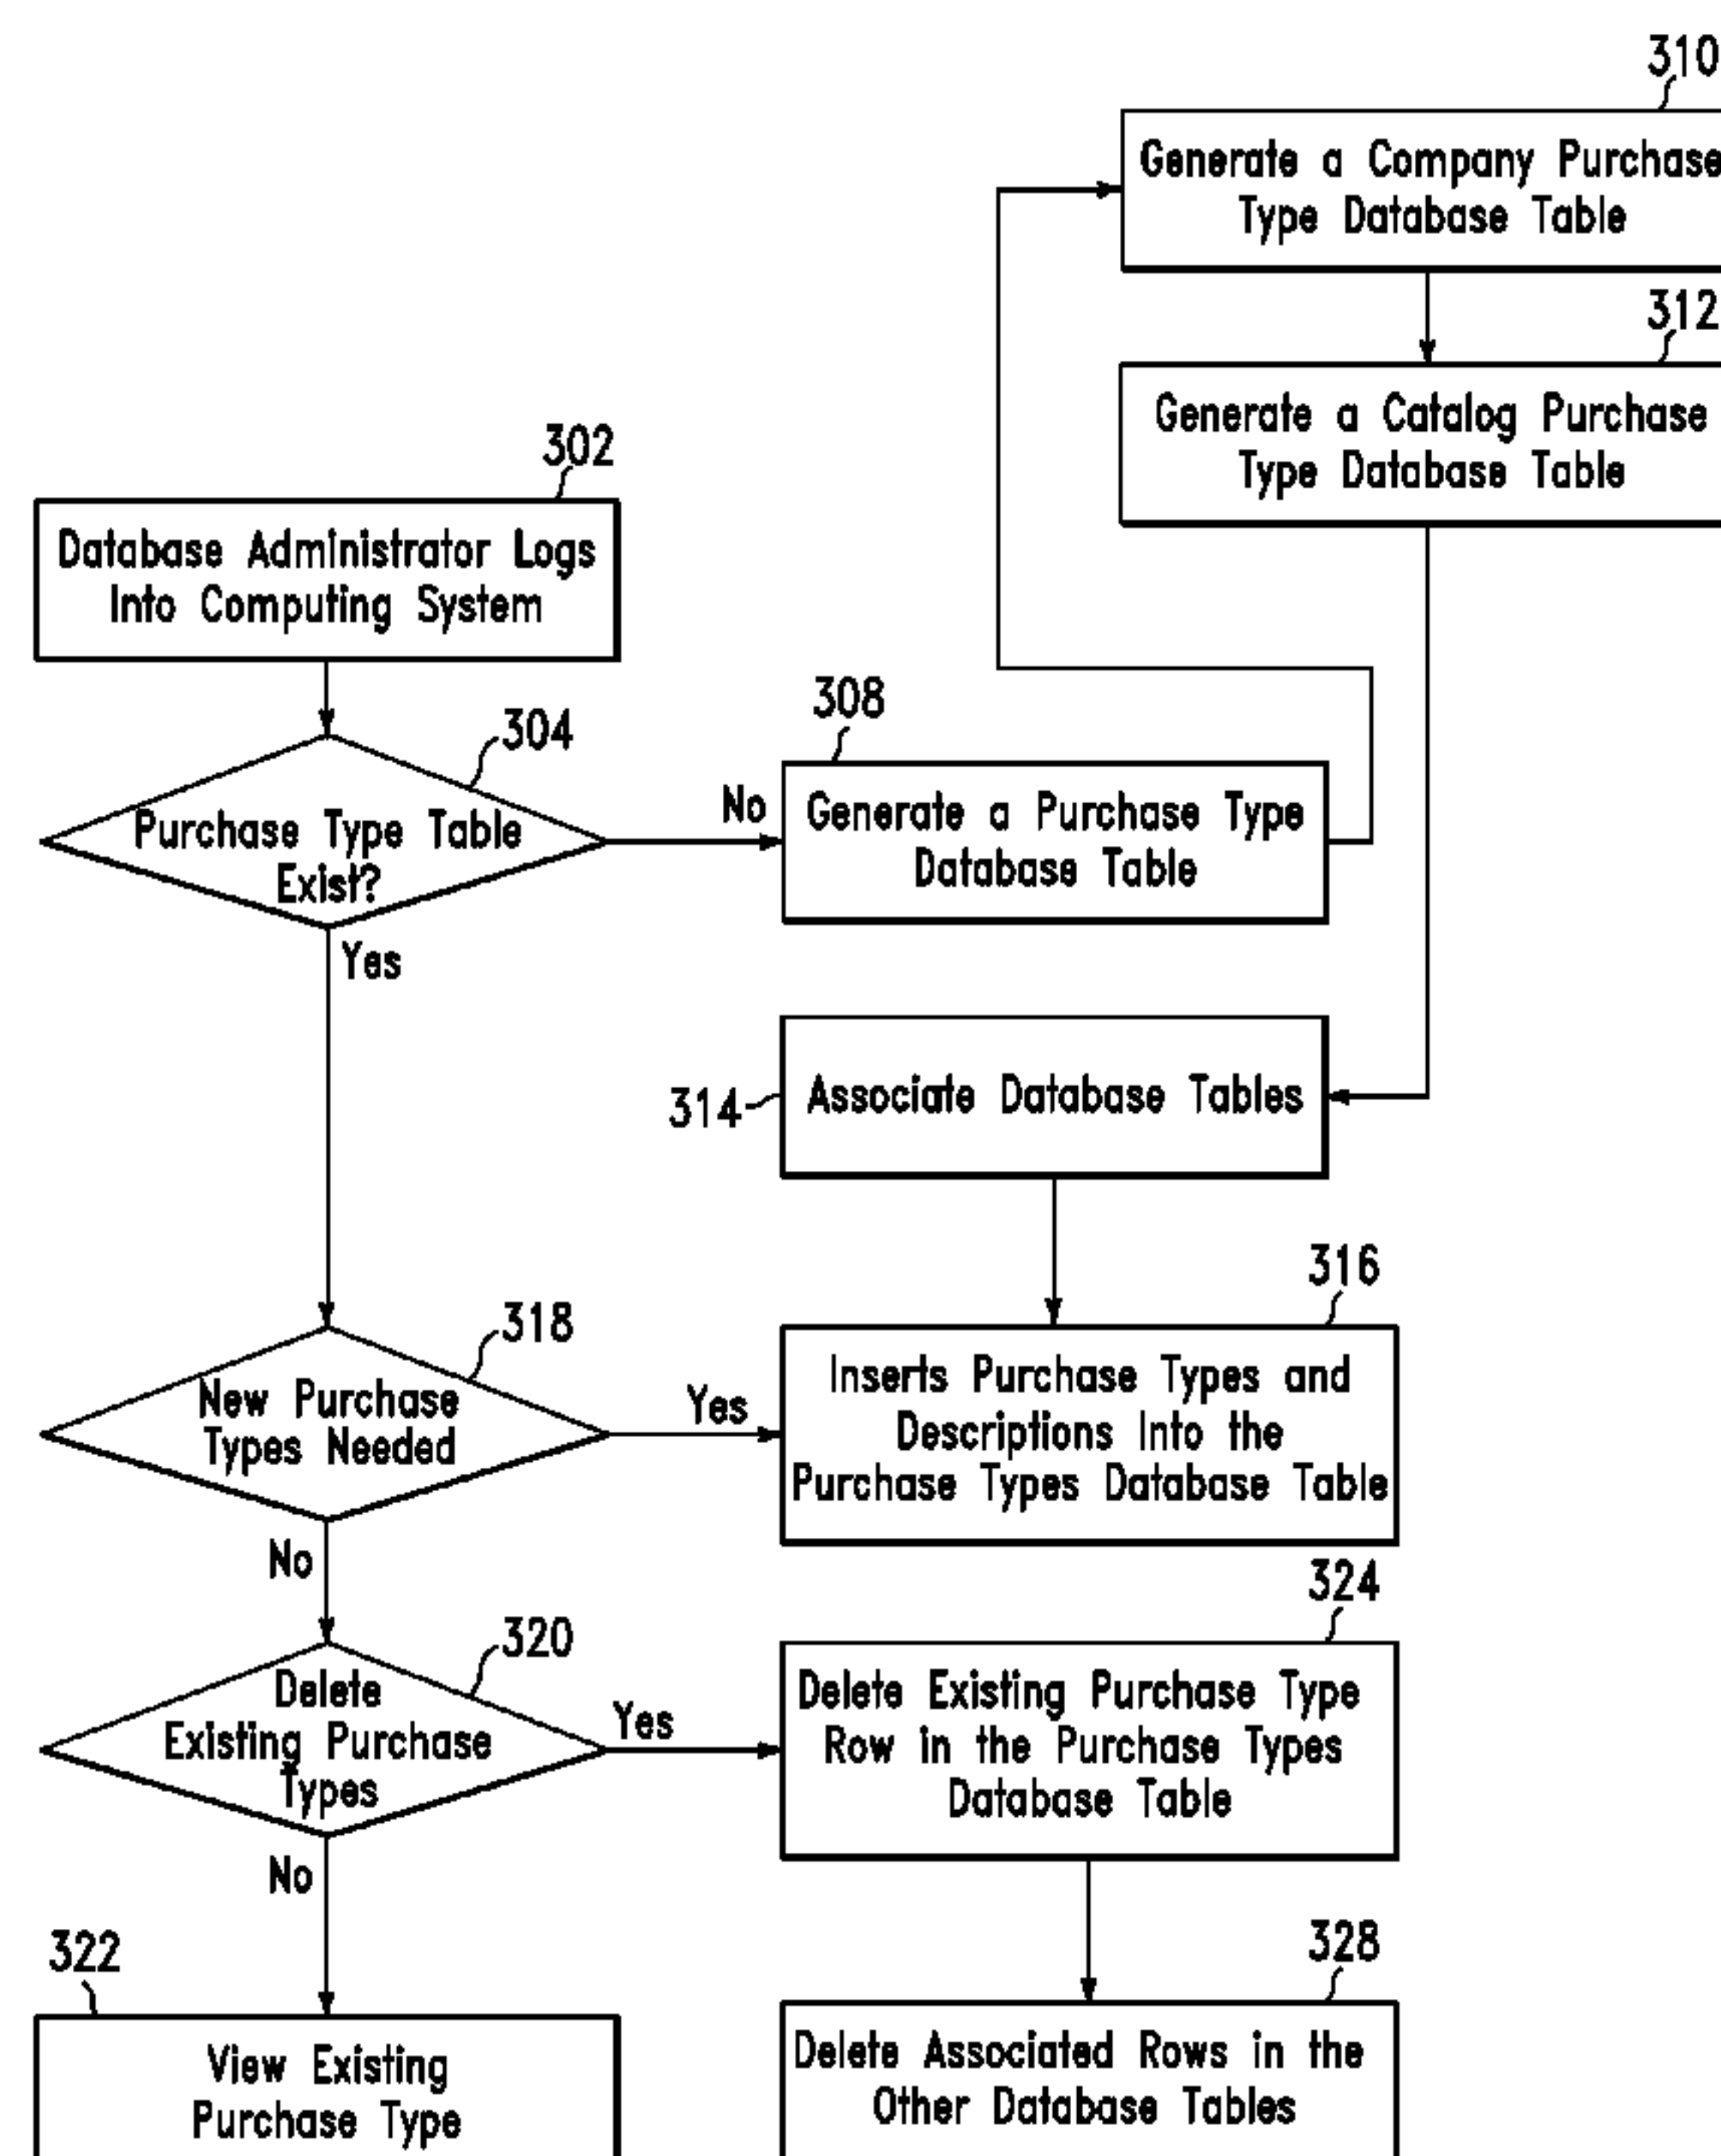 310
Generate a Company Purchase
Type Database Table
312
Generate a Catalog Purchase
Type Database Table
302
Database Administrator Logs
Into Computing System
304
Purchase Type Table
Exist?
No
Yes
308
Generate a Purchase Type
Database Table
314
Associate Database Tables
316
Inserts Purchase Types and
Descriptions Into the
Purchase Types Database Table
318
New Purchase
Types Needed
Yes
No
320
Delete
Existing Purchase
Types
Yes
No
324
Delete Existing Purchase Type
Row in the Purchase Types
Database Table
322
View Existing
Purchase Type
328
Delete Associated Rows in the
Other Database Tables